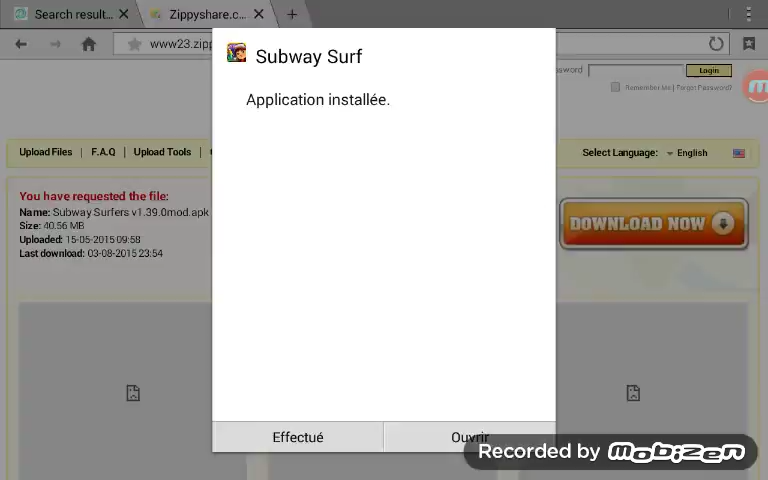 Search result...
Zippyshare.c...
www23.zipp
Subway Surf
Application installée.
ssword
Login
Remember Me | Forgot Password?
Upload Files | F.A.Q | Upload Tools |
Select Language: English
You have requested the file:
Name: Subway Surfers v1.39.0mod.apk
Size: 40.56 MB
Uploaded: 15-05-2015 09:58
Last download: 03-08-2015 23:54
DOWNLOAD NOW
Effectué
Ouvrir
Recorded by mobizen